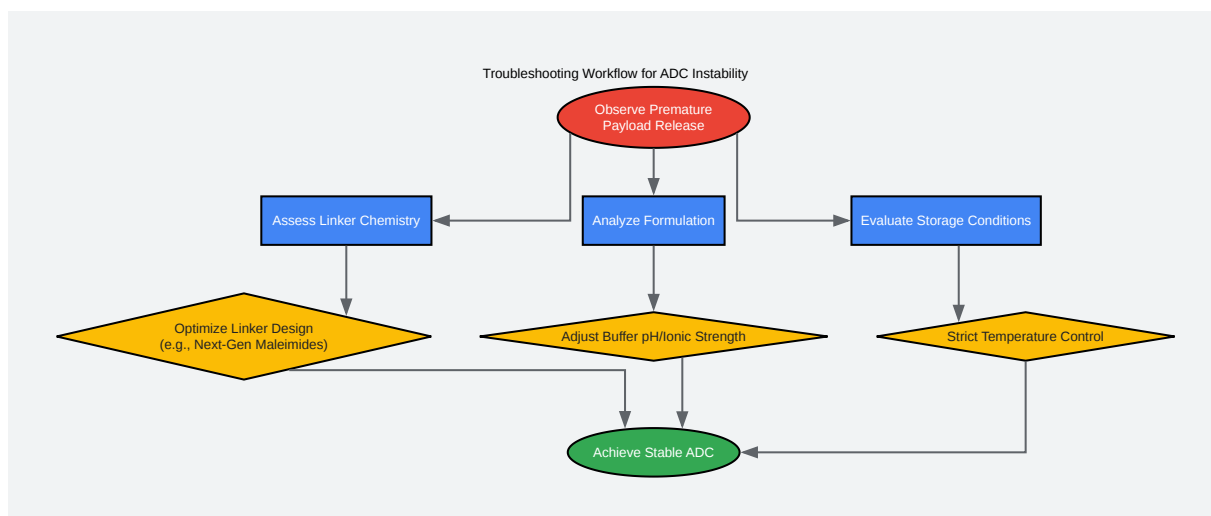 Troubleshooting Workflow for ADC Instability
Observe Premature
Payload Release
Assess Linker Chemistry
Analyze Formulation
Evaluate Storage Conditions
Optimize Linker Design
(e.g., Next-Gen Maleimides)
Adjust Buffer pH/Ionic Strength
Strict Temperature Control
Achieve Stable ADC